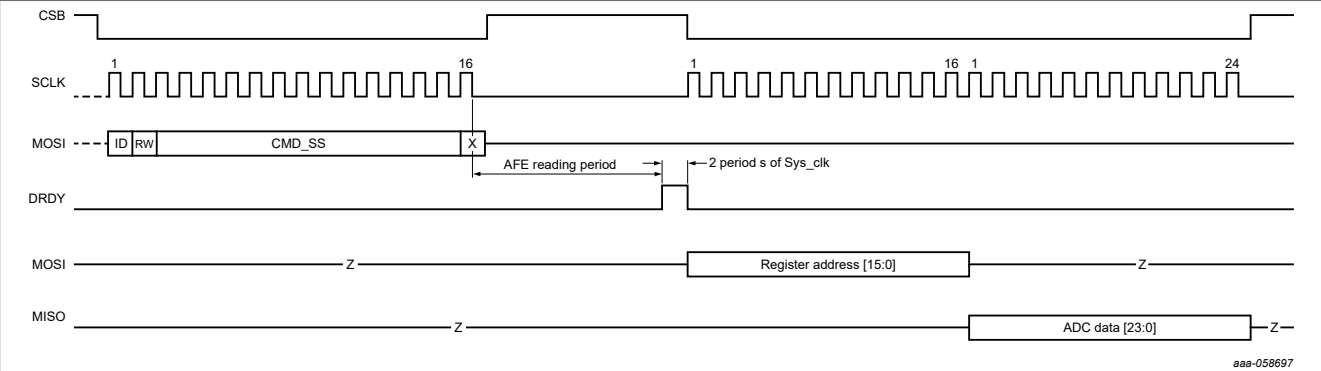 CSB
1 16 1 16 1 24
SCLK
MOSI ID RW CMD_SS X
AFE reading period 2 period s of Sys_clk
DRDY
MOSI Z Register address [15:0] Z
MISO Z ADC data [23:0] Z
aaa-058697